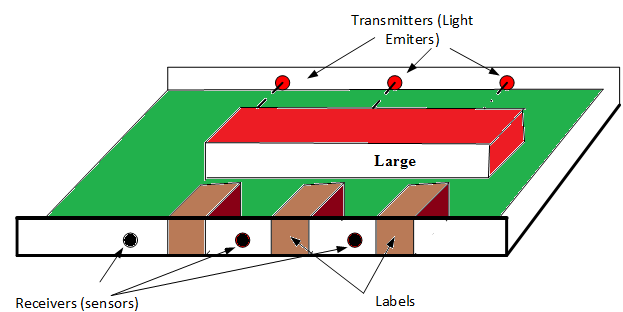 Transmitters (Light
Emiters)
Large
Receivers (sensors)
Labels